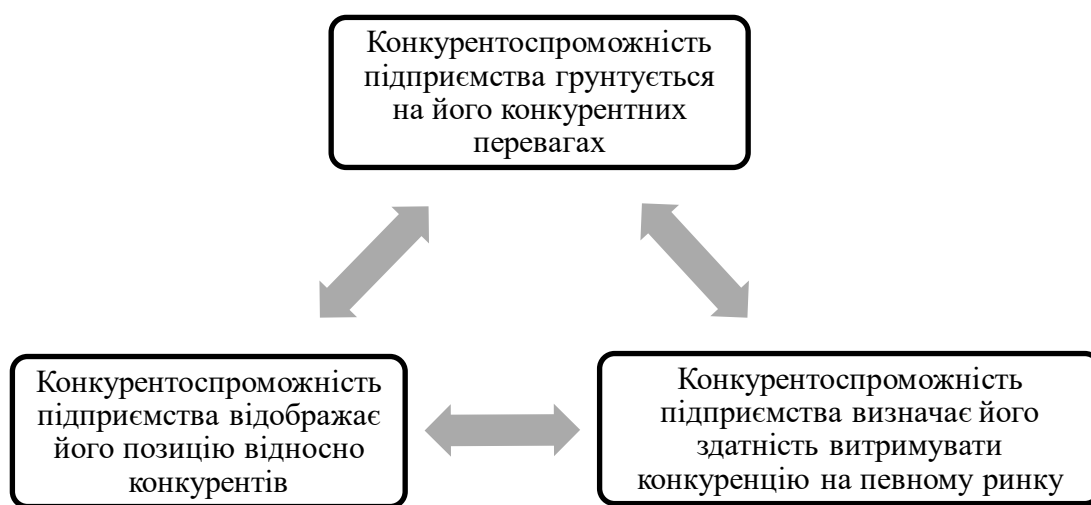 Конкурентоспроможність
підприємства грунтується
на його конкурентних
перевагах
Конкурентоспроможність
підприємства відображає
його позицію відносно
конкурентів
Конкурентоспроможність
підприємства визначає його
здатність витримувати
конкуренцію на певному ринку